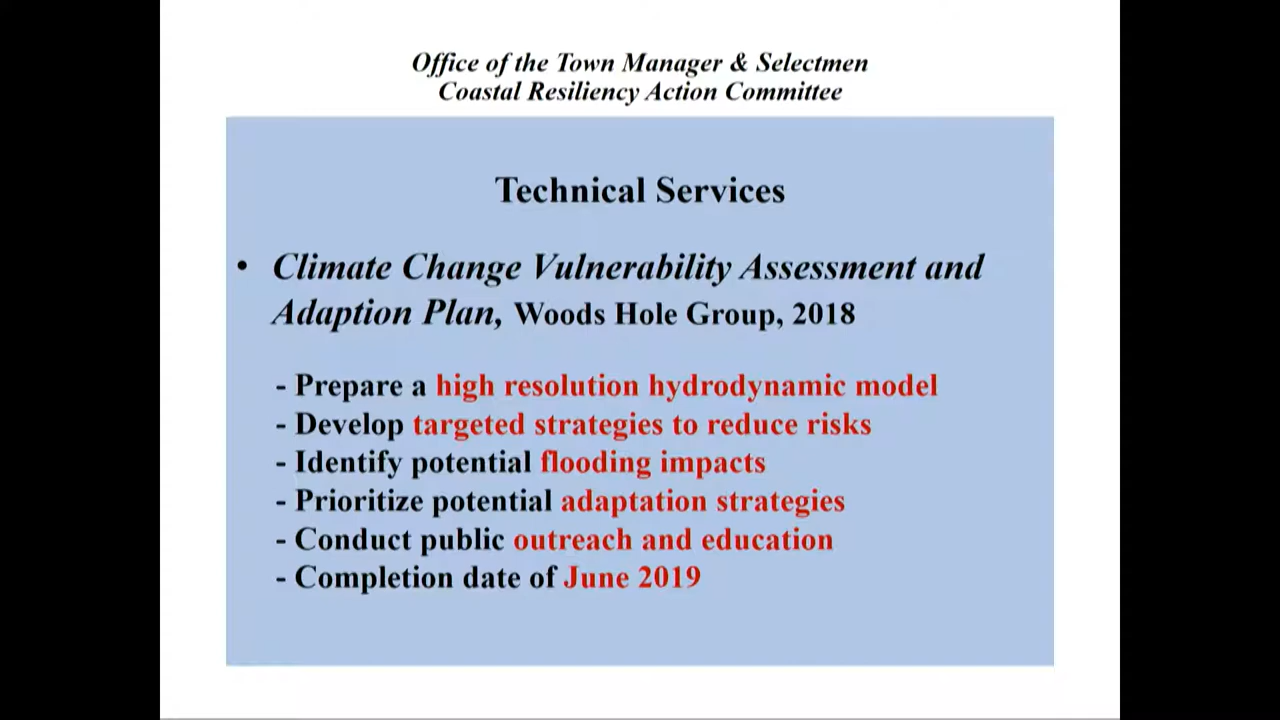 Office of the Town Manager & Selectmen
Coastal Resiliency Action Committee
Technical Services
• Climate Change Vulnerability Assessment and
Adaption Plan, Woods Hole Group, 2018
- Prepare a high resolution hydrodynamic model
- Develop targeted strategies to reduce risks
- Identify potential flooding impacts
- Prioritize potential adaptation strategies
- Conduct public outreach and education
- Completion date of June 2019